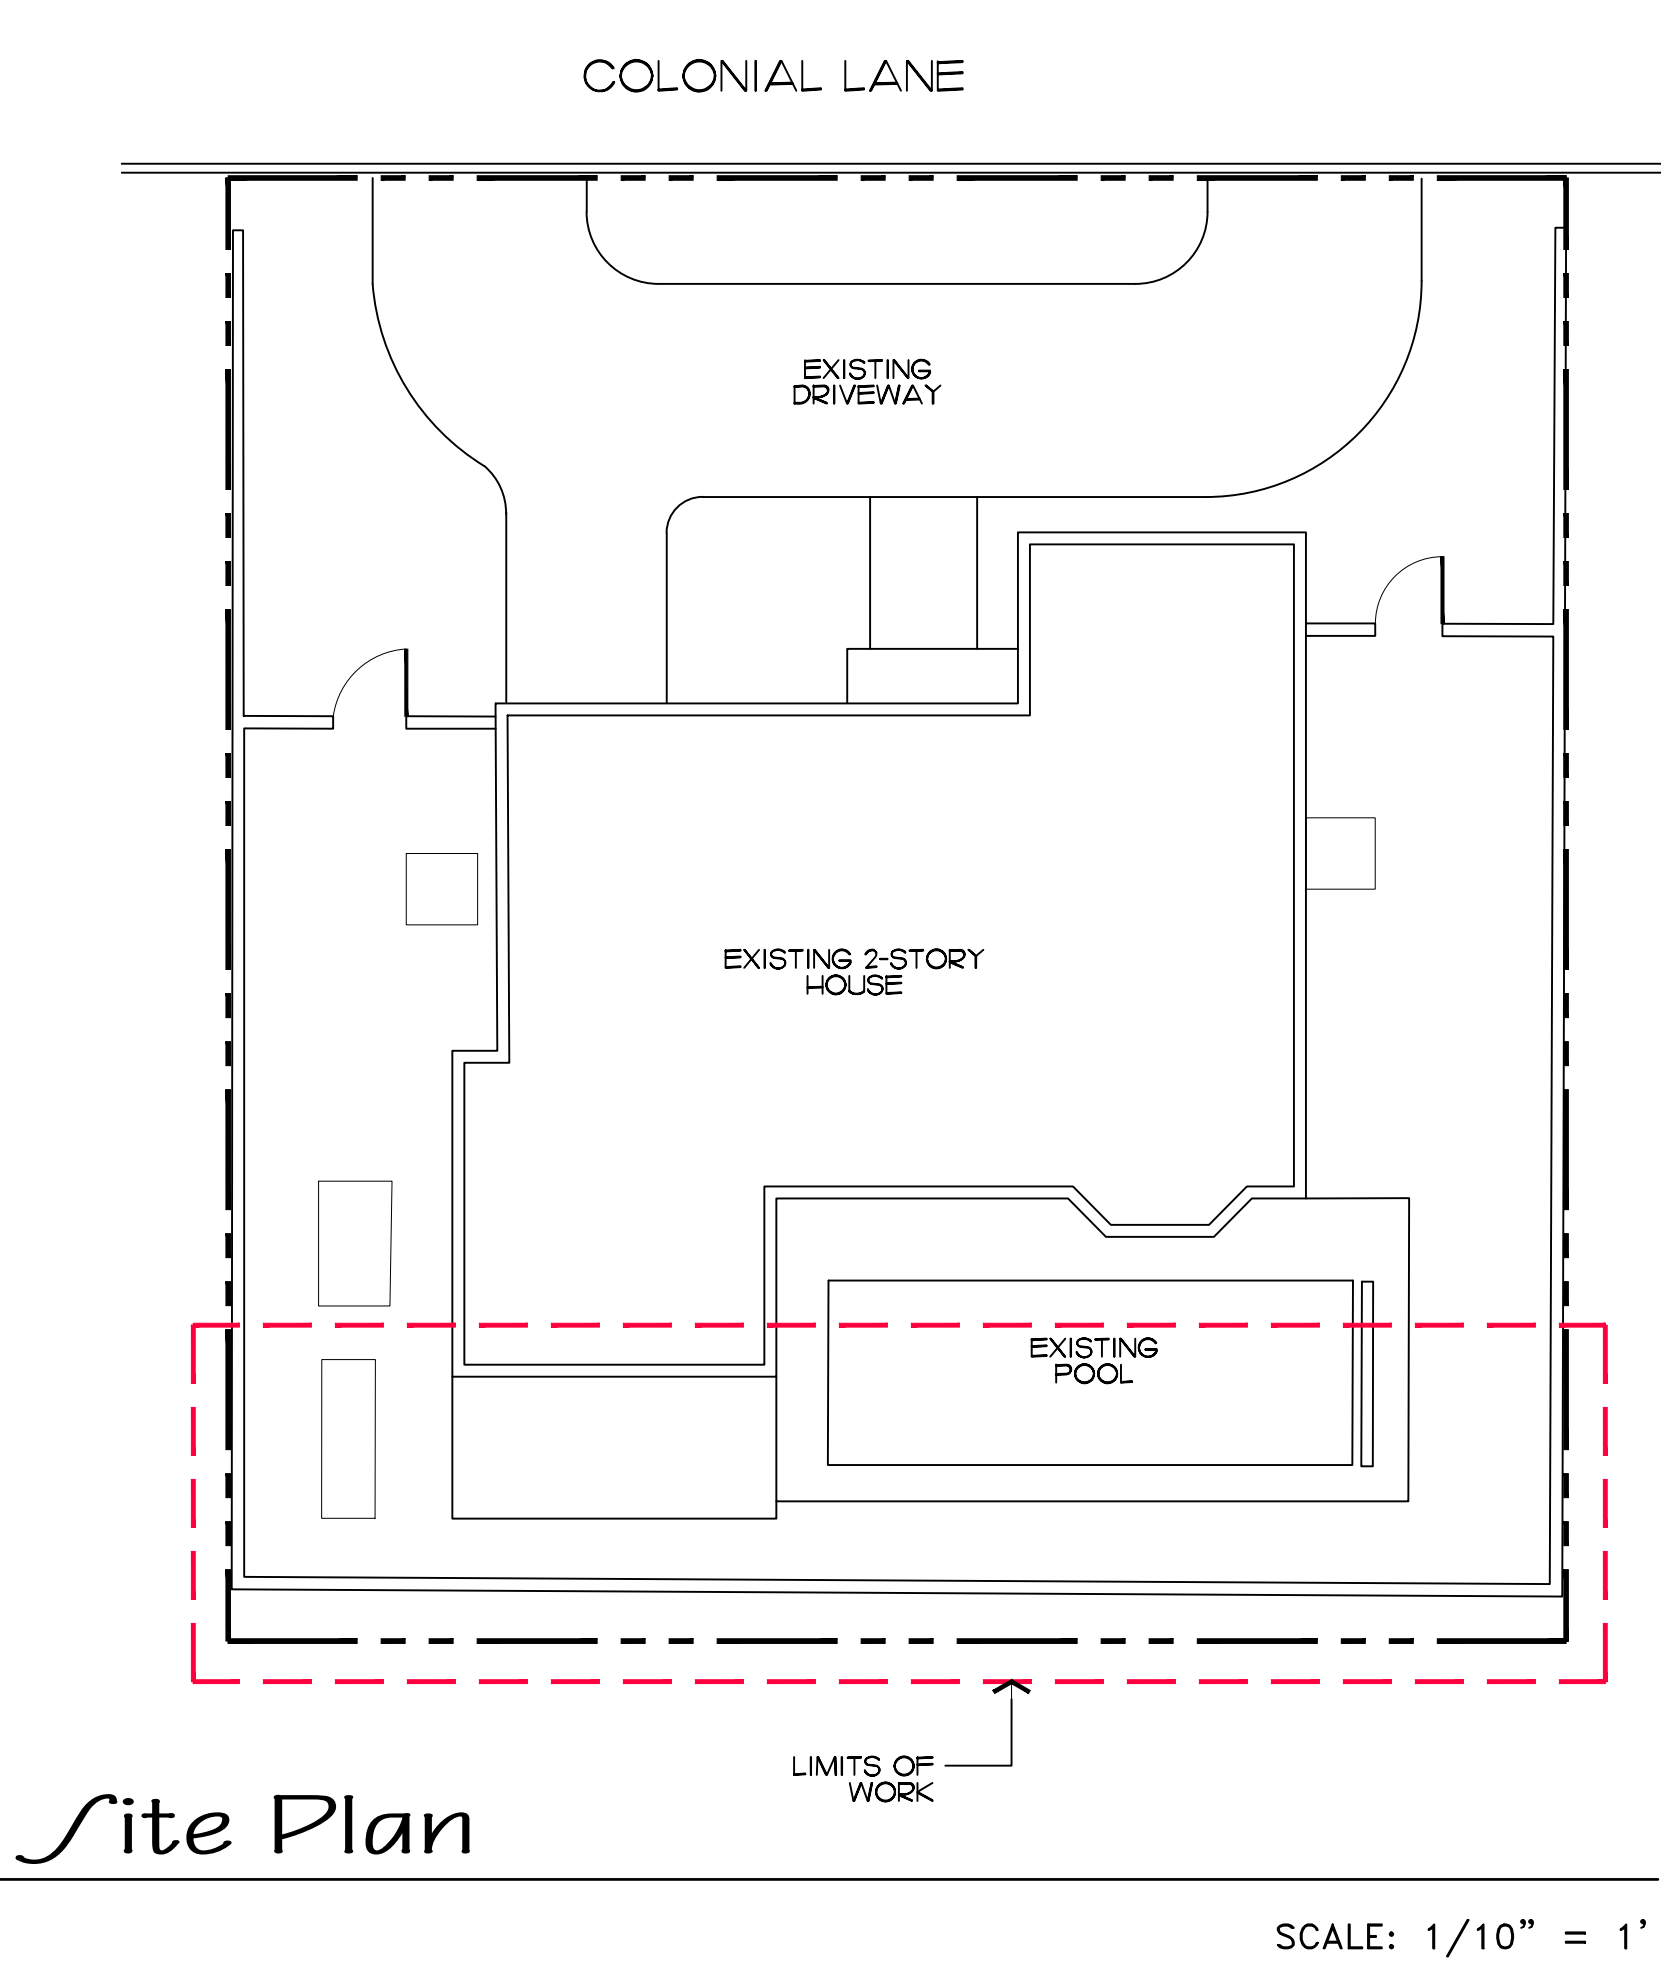 COLONIAL LANE
EXISTING
DRIVEWAY
EXISTING 2-STORY
HOUSE
EXISTING
POOL
LIMITS OF
WORK
Site Plan
SCALE: 1/10” = 1’